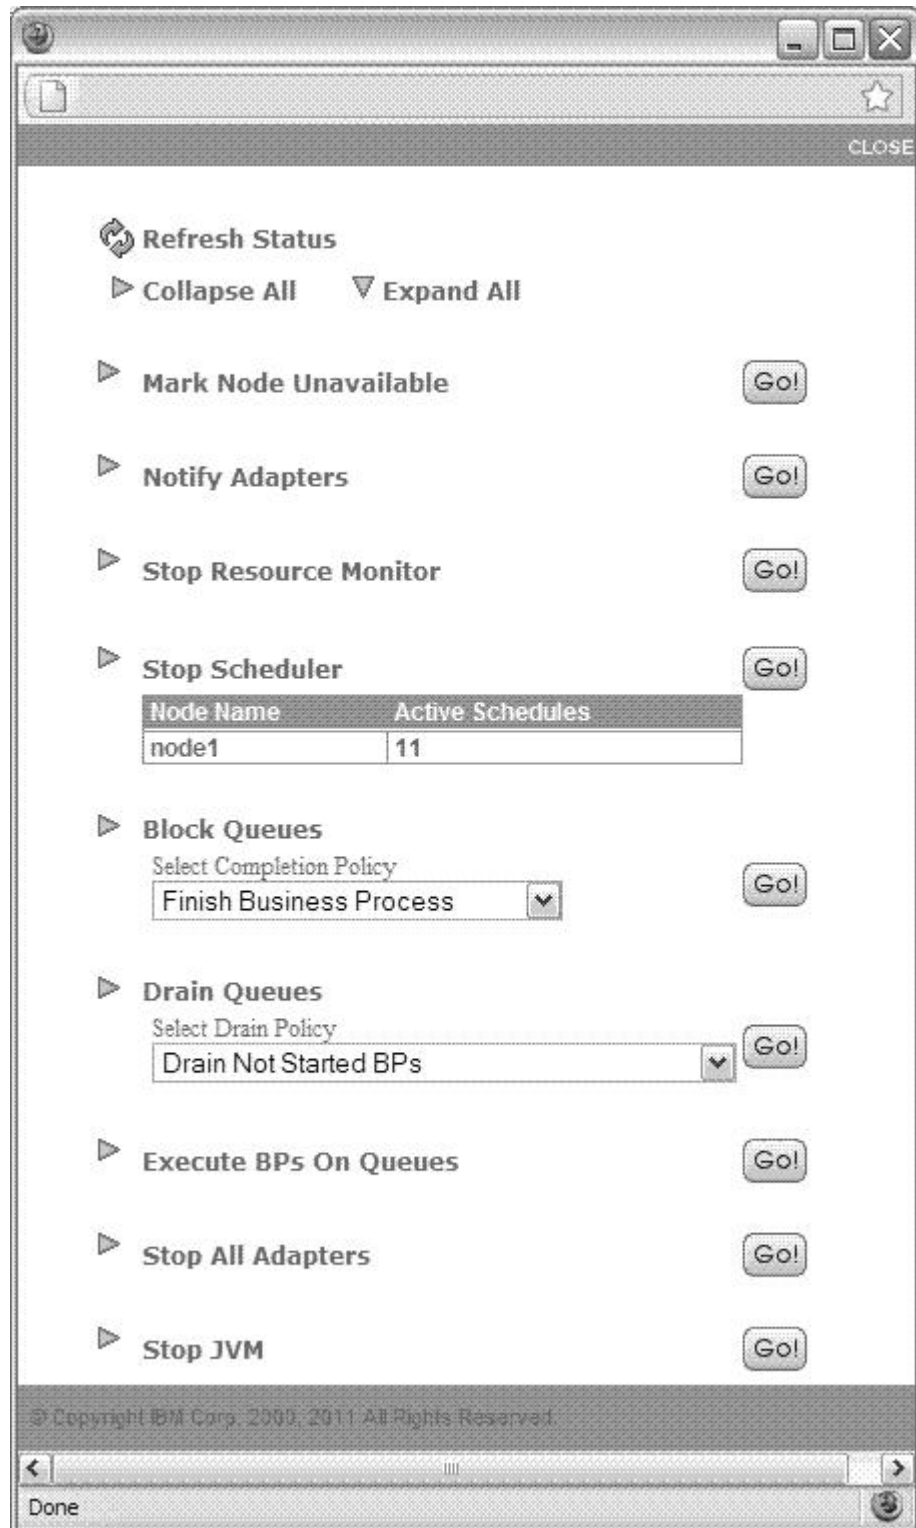 CLOSE
Refresh Status
Collapse All Expand All
Mark Node Unavailable Go!
Notify Adapters Go!
Stop Resource Monitor Go!
Stop Scheduler Go!
Node Name Active Schedules
node1 11
Block Queues
Select Completion Policy
Finish Business Process Go!
Drain Queues
Select Drain Policy
Drain Not Started BPs Go!
Execute BPs On Queues Go!
Stop All Adapters Go!
Stop JVM Go!
© Copyright IBM Corp. 2000, 2011 All Rights Reserved.
Done